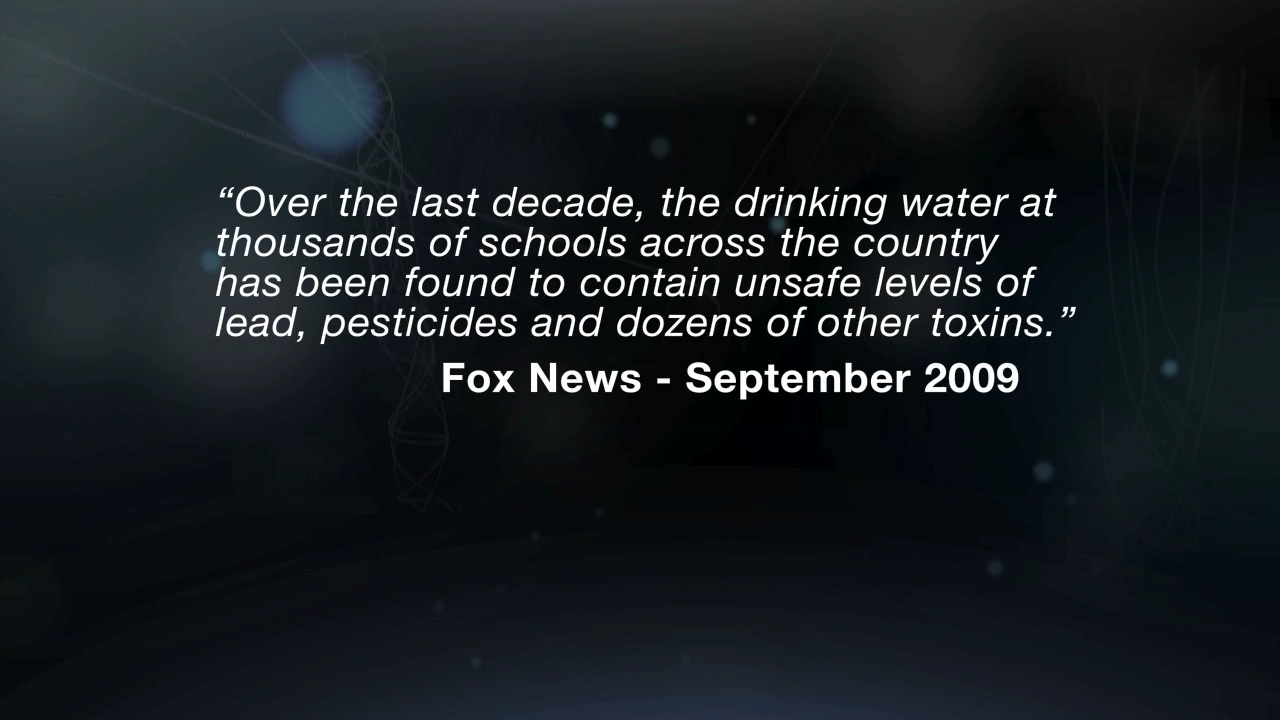 “Over the last decade, the drinking water at
thousands of schools across the country
has been found to contain unsafe levels of
lead, pesticides and dozens of other toxins.”
Fox News - September 2009